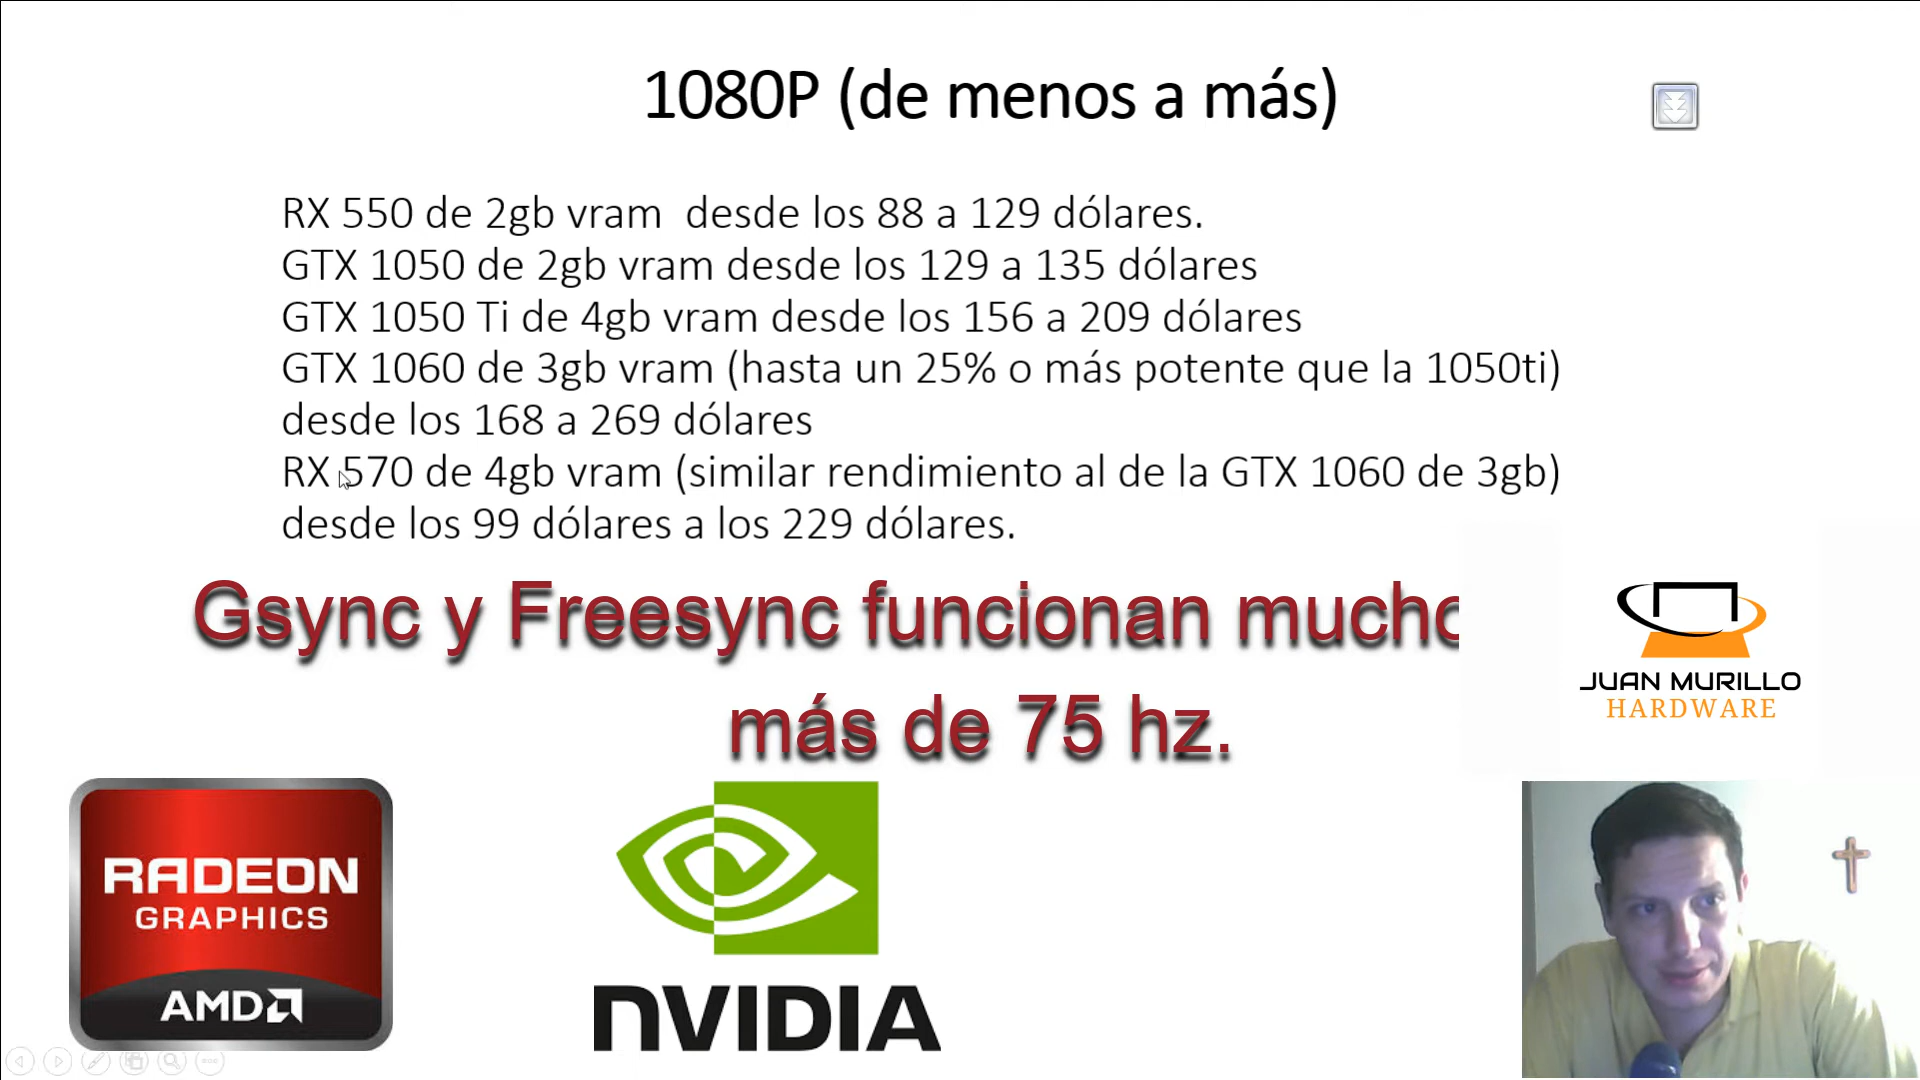 1080P (de menos a más)
RX 550 de 2gb vram  desde los 88 a 129 dólares.
GTX 1050 de 2gb vram desde los 129 a 135 dólares
GTX 1050 Ti de 4gb vram desde los 156 a 209 dólares
GTX 1060 de 3gb vram (hasta un 25% o más potente que la 1050ti)
desde los 168 a 269 dólares
RX 570 de 4gb vram (similar rendimiento al de la GTX 1060 de 3gb)
desde los 99 dólares a los 229 dólares.
Gsync y Freesync funcionan mucho
más de 75 hz.
JUAN MURILLO
HARDWARE
RADEON
GRAPHICS
AMD
NVIDIA